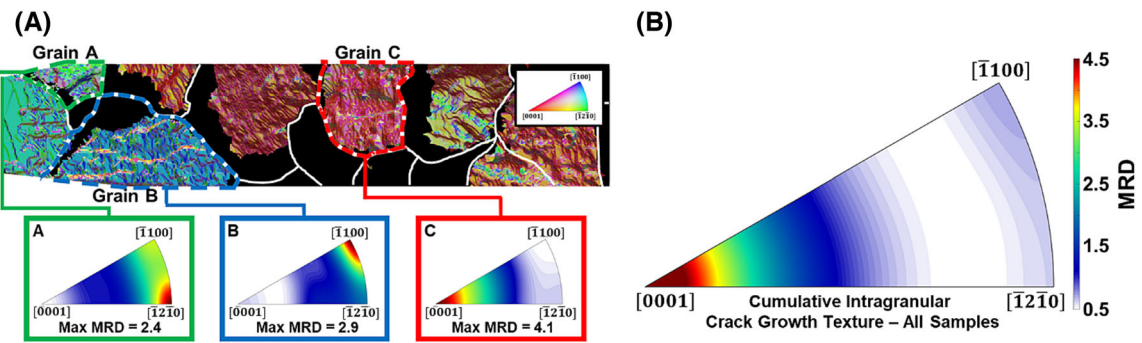 (A)
(B)
Grain A
Grain C
[1̅100]
[0001]
[1̅21̅0]
Grain B
A
[1̅100]
[0001]
[1̅21̅0]
Max MRD = 2.4
B
[1̅100]
[0001]
[1̅21̅0]
Max MRD = 2.9
C
[1̅100]
[0001]
[1̅21̅0]
Max MRD = 4.1
[1̅100]
[0001]
[1̅21̅0]
Cumulative Intragranular
Crack Growth Texture – All Samples
4.5
3.5
2.5
1.5
0.5
MRD